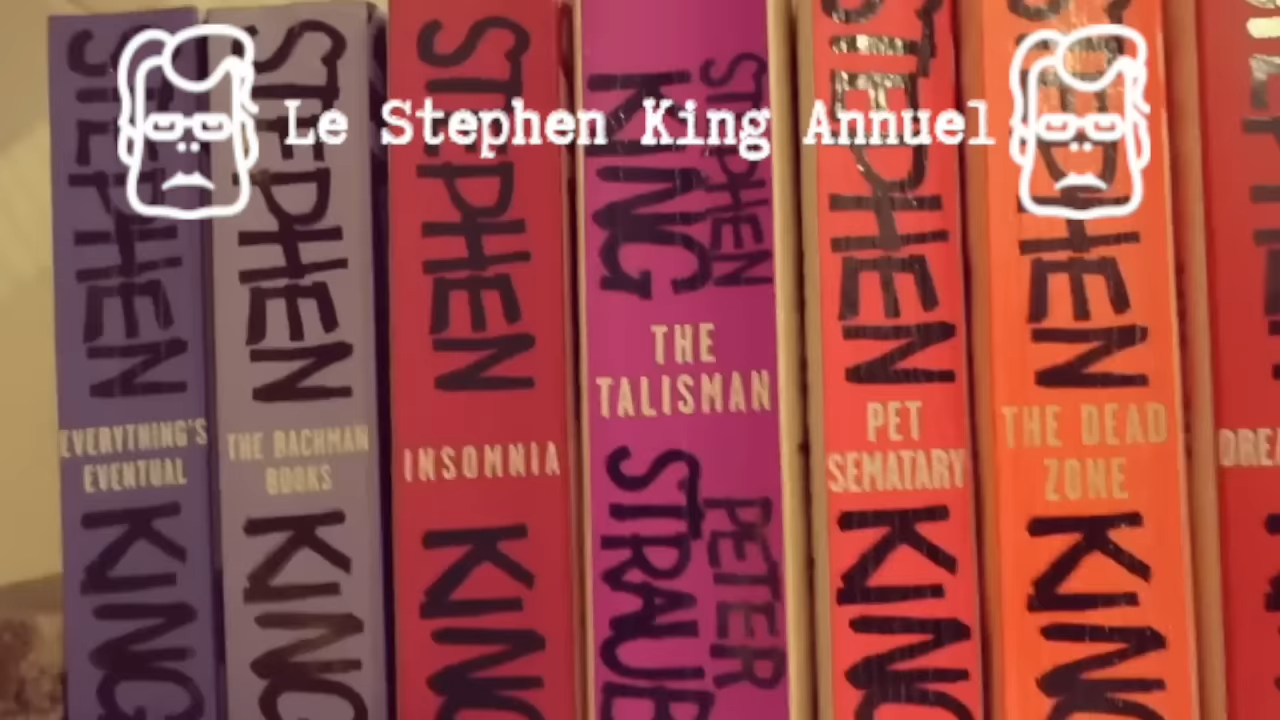 Le Stephen King Annuel
STEPHEN
EVERYTHING'S
EVENTUAL
KING
STEPHEN
THE BACHMAN
BOOKS
KING
STEPHEN
INSOMNIA
KING
STEPHEN
KING
THE
TALISMAN
PETER
STRAUB
STEPHEN
PET
SEMATARY
KING
STEPHEN
THE DEAD
ZONE
KING